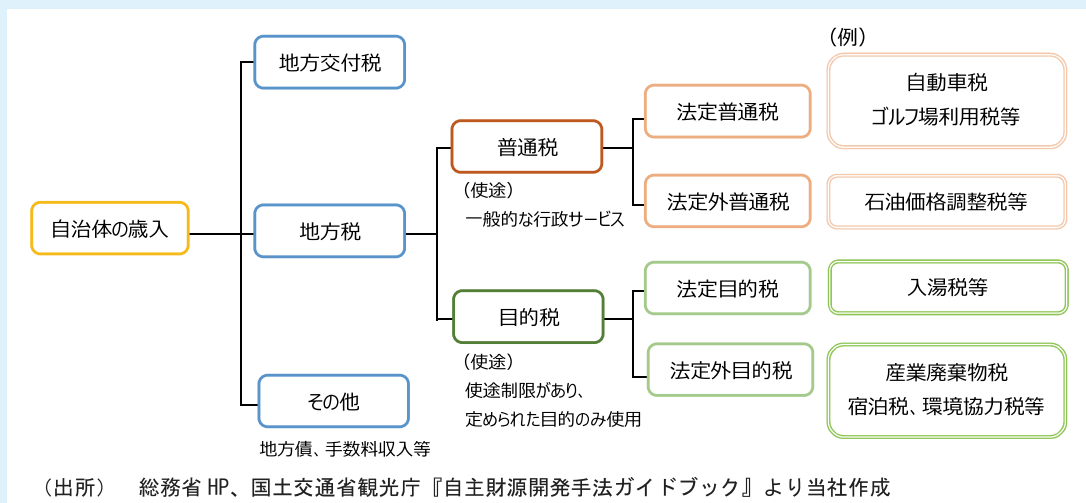 (例)
地方交付税
自動車税
ゴルフ場利用税等
法定普通税
普通税
(使途)
一般的な行政サービス
法定外普通税
石油価格調整税等
自治体の歳入
地方税
法定目的税
入湯税等
目的税
(使途)
使途制限があり、
定められた目的のみ使用
法定外目的税
産業廃棄物税
宿泊税、環境協力税等
その他
地方債、手数料収入等
(出所) 総務省 HP、国土交通省観光庁『自主財源開発手法ガイドブック』より当社作成